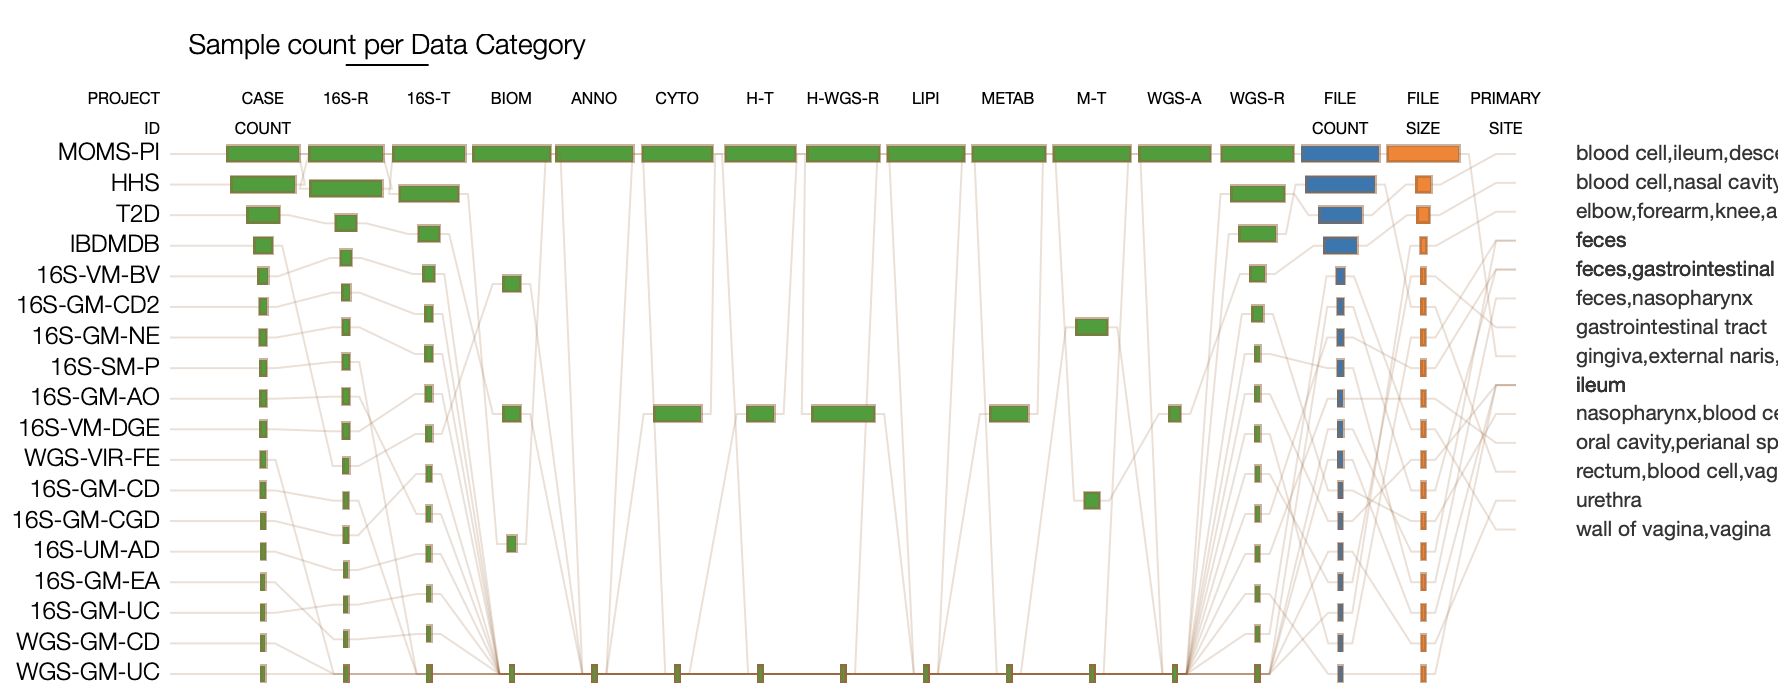 Sample count per Data Category
PROJECT ID CASE COUNT 16S-R 16S-T BIOM ANNO CYTO H-T H-WGS-R LIPI METAB M-T WGS-A WGS-R FILE COUNT FILE SIZE PRIMARY SITE
MOMS-PI
HHS
T2D
IBDMDB
16S-VM-BV
16S-GM-CD2
16S-GM-NE
16S-SM-P
16S-GM-AO
16S-VM-DGE
WGS-VIR-FE
16S-GM-CD
16S-GM-CGD
16S-UM-AD
16S-GM-EA
16S-GM-UC
WGS-GM-CD
WGS-GM-UC
blood cell,ileum,desce
blood cell,nasal cavity
elbow,forearm,knee,a
feces
feces,gastrointestinal
feces,nasopharynx
gastrointestinal tract
gingiva,external naris,
ileum
nasopharynx,blood ce
oral cavity,perianal sp
rectum,blood cell,vag
urethra
wall of vagina,vagina